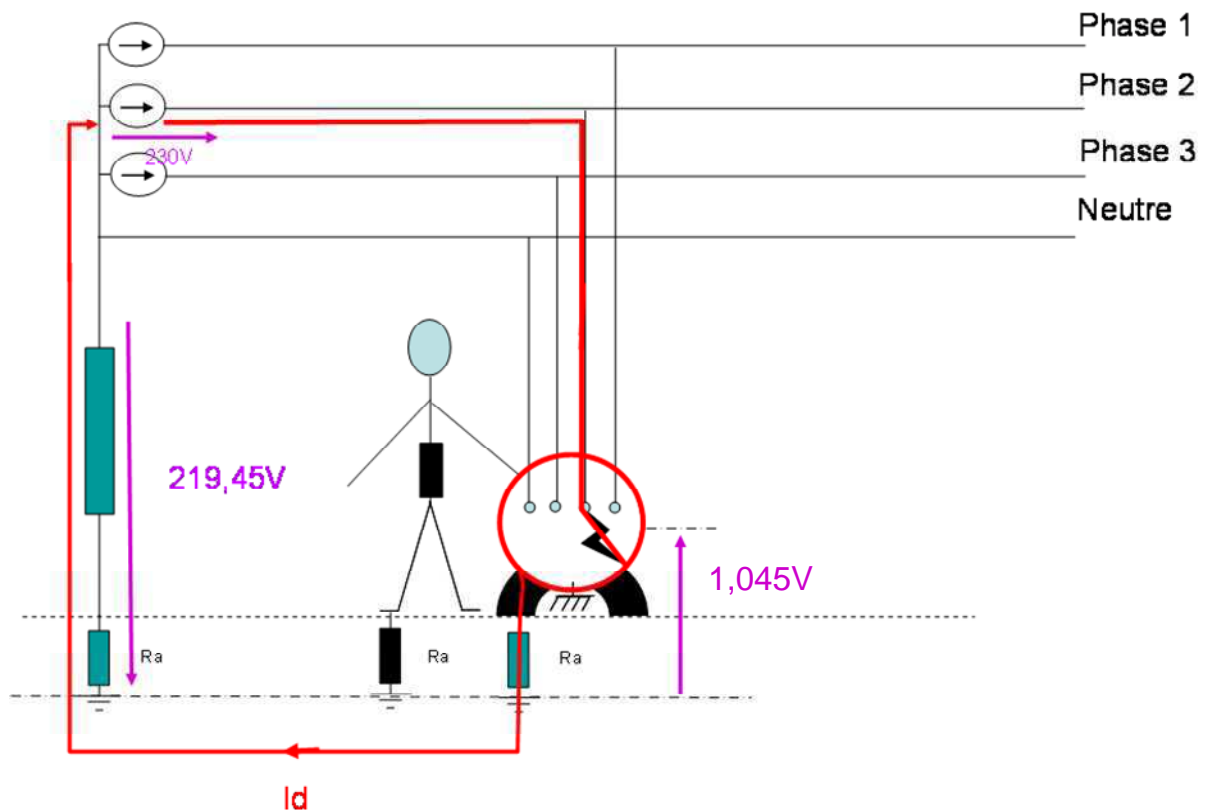 Phase 1
Phase 2
230V
Phase 3
Neutre
219,45V
1,045V
Ra
Ra
Ra
Id